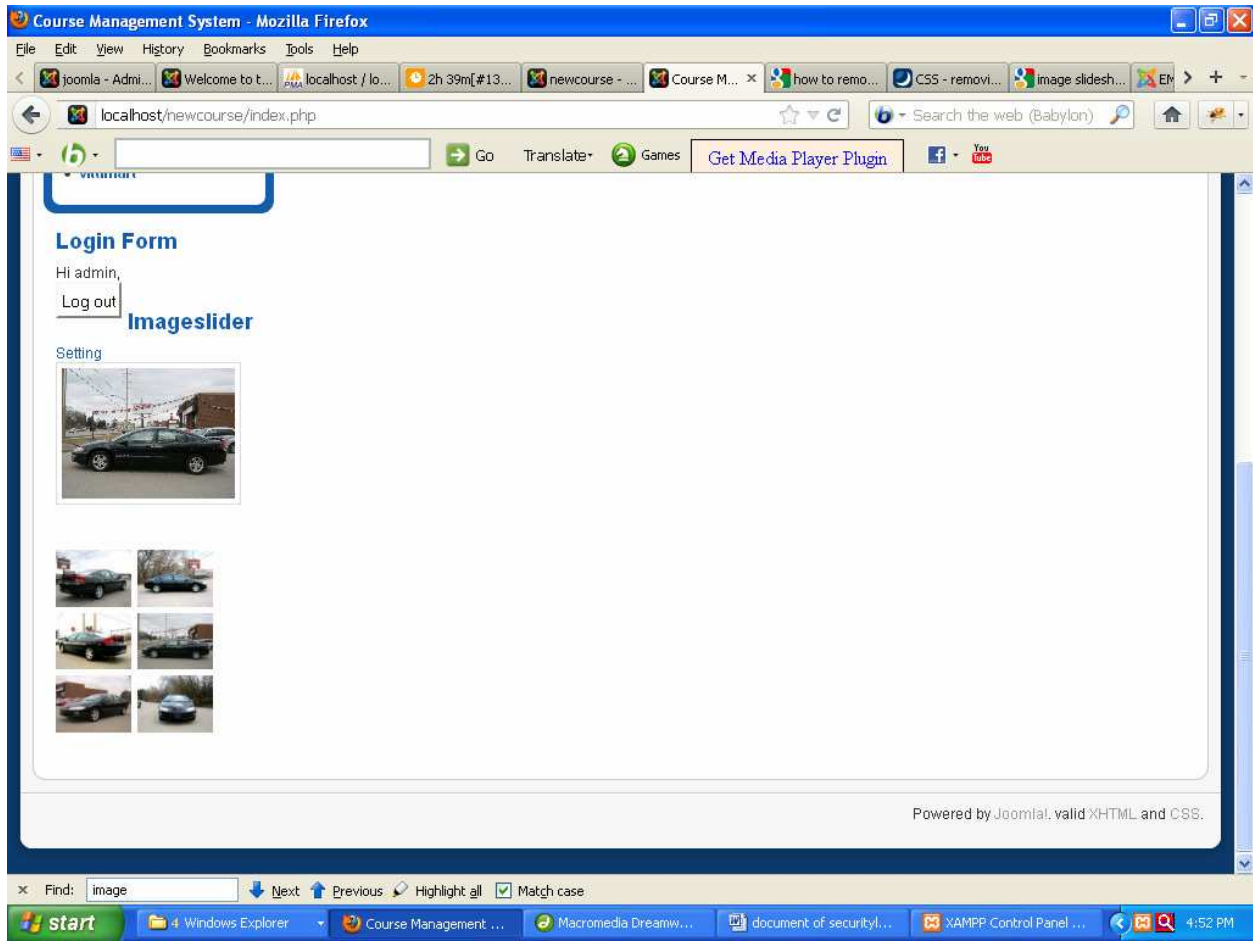 Course Management System - Mozilla Firefox
File Edit View History Bookmarks Tools Help
joomla - Admi... Welcome to t... localhost / lo... 2h 39m[#13... newcourse - ... Course M... how to remo... CSS - removi... image slidesh...
localhost/newcourse/index.php Search the web (Babylon)
Go Translate Games Get Media Player Plugin You Tube
Login Form
Hi admin,
Log out
Imageslider
Setting
Powered by Joomla!. valid XHTML and CSS.
Find: image Next Previous Highlight all Match case
start 4 Windows Explorer Course Management ... Macromedia Dreamw... document of securityl... XAMPP Control Panel ... 4:52 PM